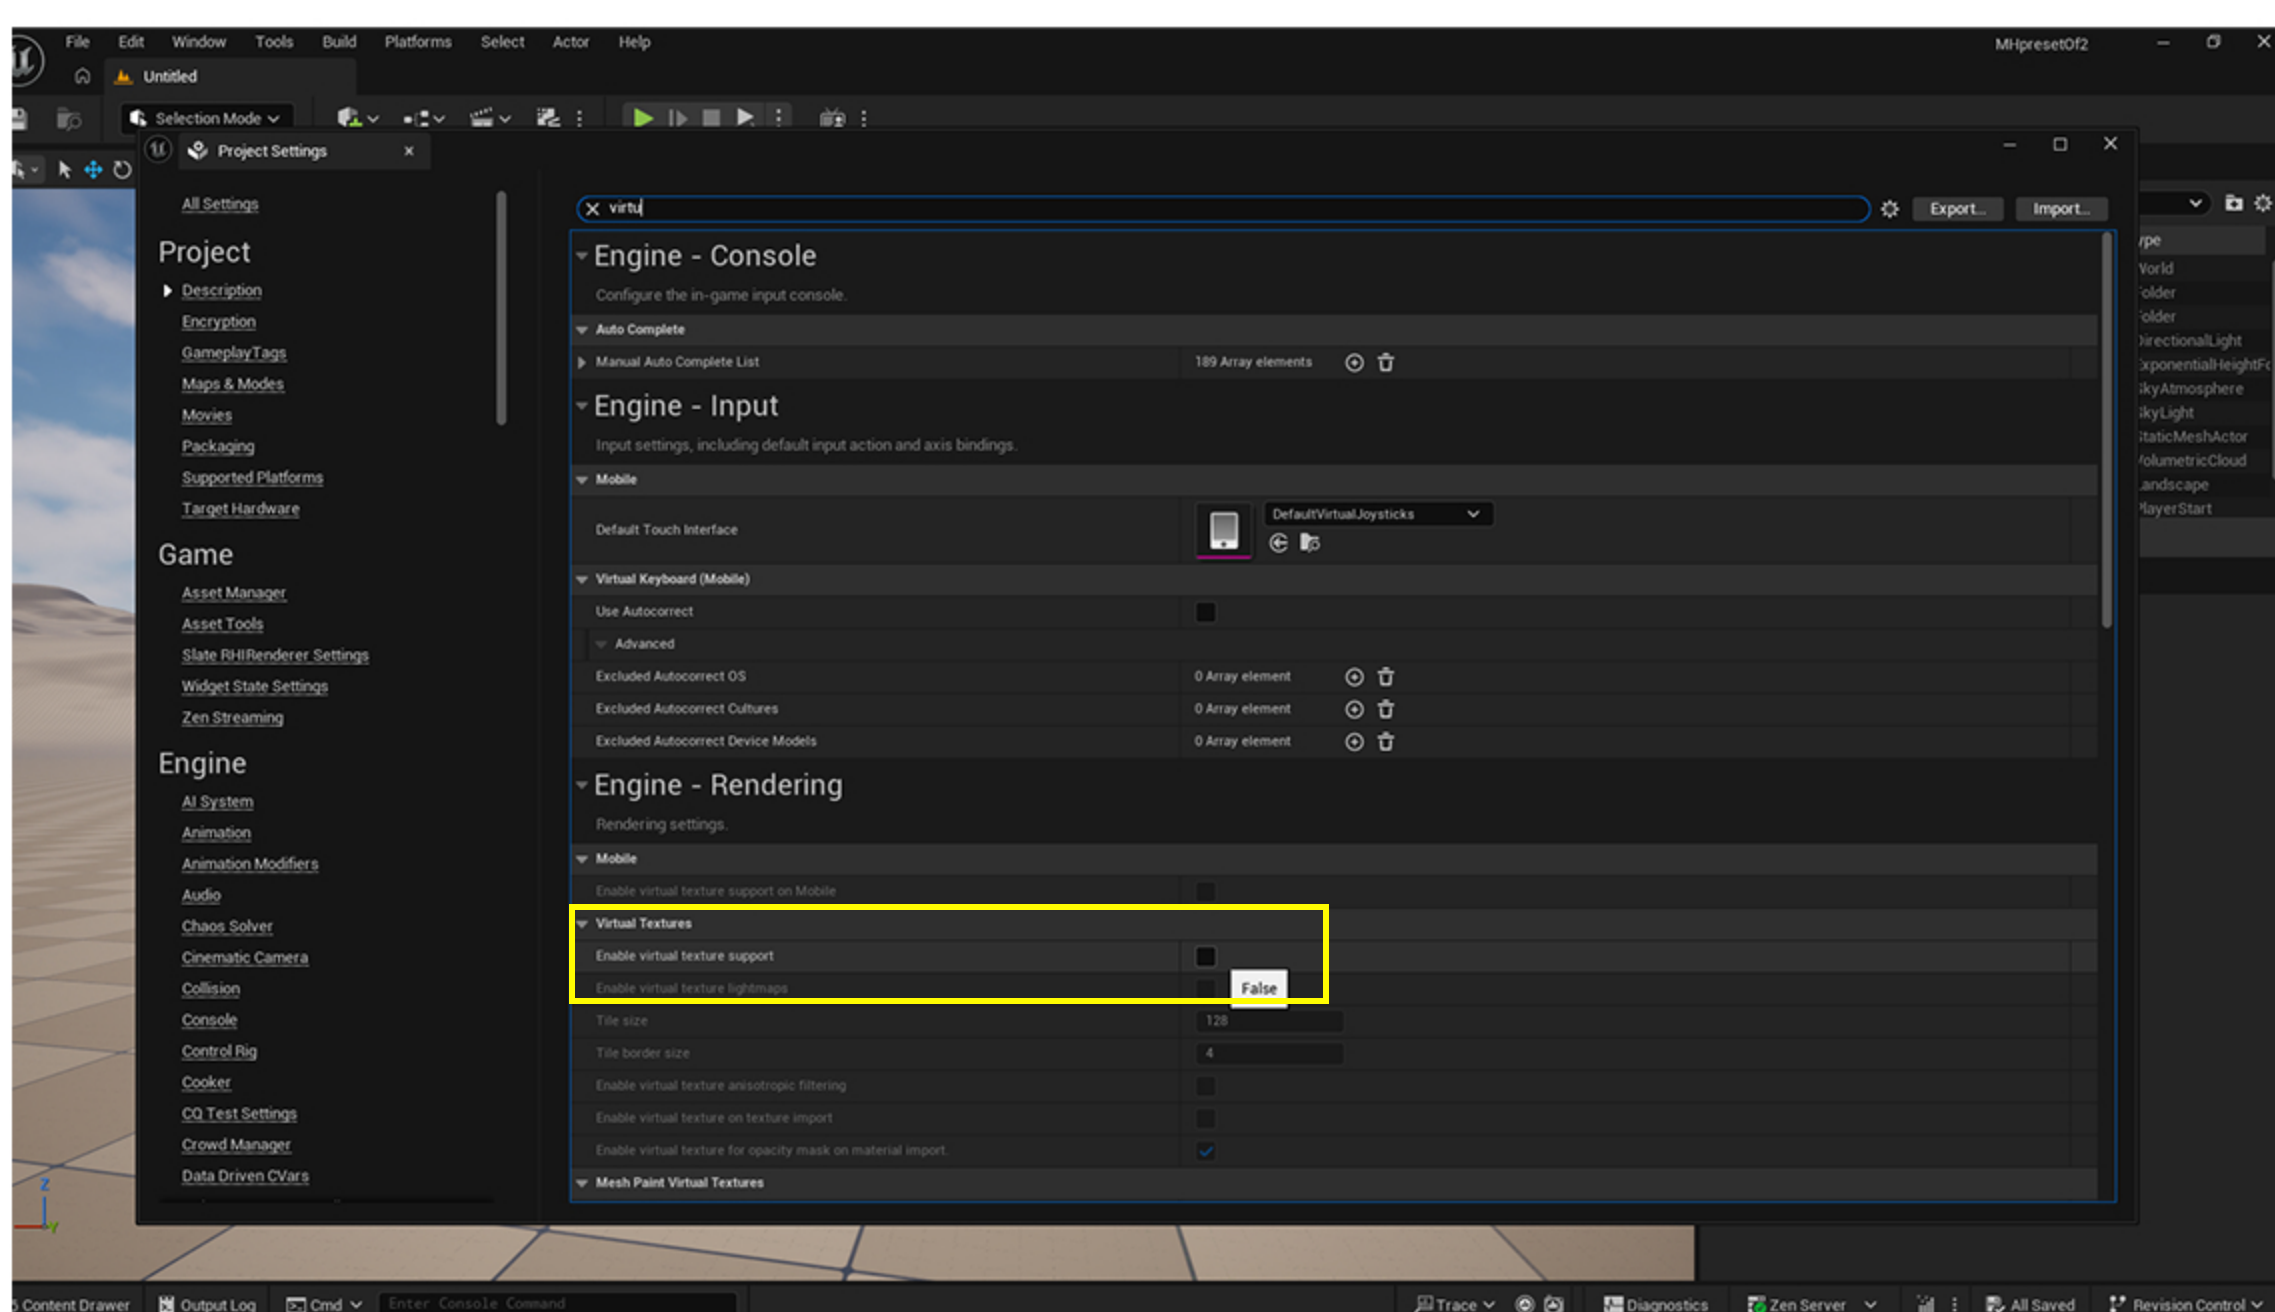 File Edit Window Tools Build Platforms Select Actor Help MHpresetOf2
Untitled
Selection Mode
Project Settings
All Settings
Project
Description
Encryption
GameplayTags
Maps & Modes
Movies
Packaging
Supported Platforms
Target Hardware
Game
Asset Manager
Asset Tools
Slate RHIRenderer Settings
Widget State Settings
Zen Streaming
Engine
AI System
Animation
Animation Modifiers
Audio
Chaos Solver
Cinematic Camera
Collision
Console
Control Rig
Cooker
CQ Test Settings
Crowd Manager
Data Driven CVars
virtu
Export... Import...
Engine - Console
Configure the in-game input console.
Auto Complete
Manual Auto Complete List 189 Array elements
Engine - Input
Input settings, including default input action and axis bindings.
Mobile
Default Touch Interface DefaultVirtualJoysticks
Virtual Keyboard (Mobile)
Use Autocorrect
Advanced
Excluded Autocorrect OS 0 Array element
Excluded Autocorrect Cultures 0 Array element
Excluded Autocorrect Device Models 0 Array element
Engine - Rendering
Rendering settings.
Mobile
Enable virtual texture support on Mobile
Virtual Textures
Enable virtual texture support
Enable virtual texture lightmaps False
Tile size 128
Tile border size 4
Enable virtual texture anisotropic filtering
Enable virtual texture on texture import
Enable virtual texture for opacity mask on material import.
Mesh Paint Virtual Textures
ype
World
Folder
Folder
DirectionalLight
ExponentialHeightFo
SkyAtmosphere
SkyLight
StaticMeshActor
VolumetricCloud
Landscape
PlayerStart
Z
Y
Content Drawer Output Log Cmd Enter Console Command Trace Diagnostics Zen Server All Saved Revision Control